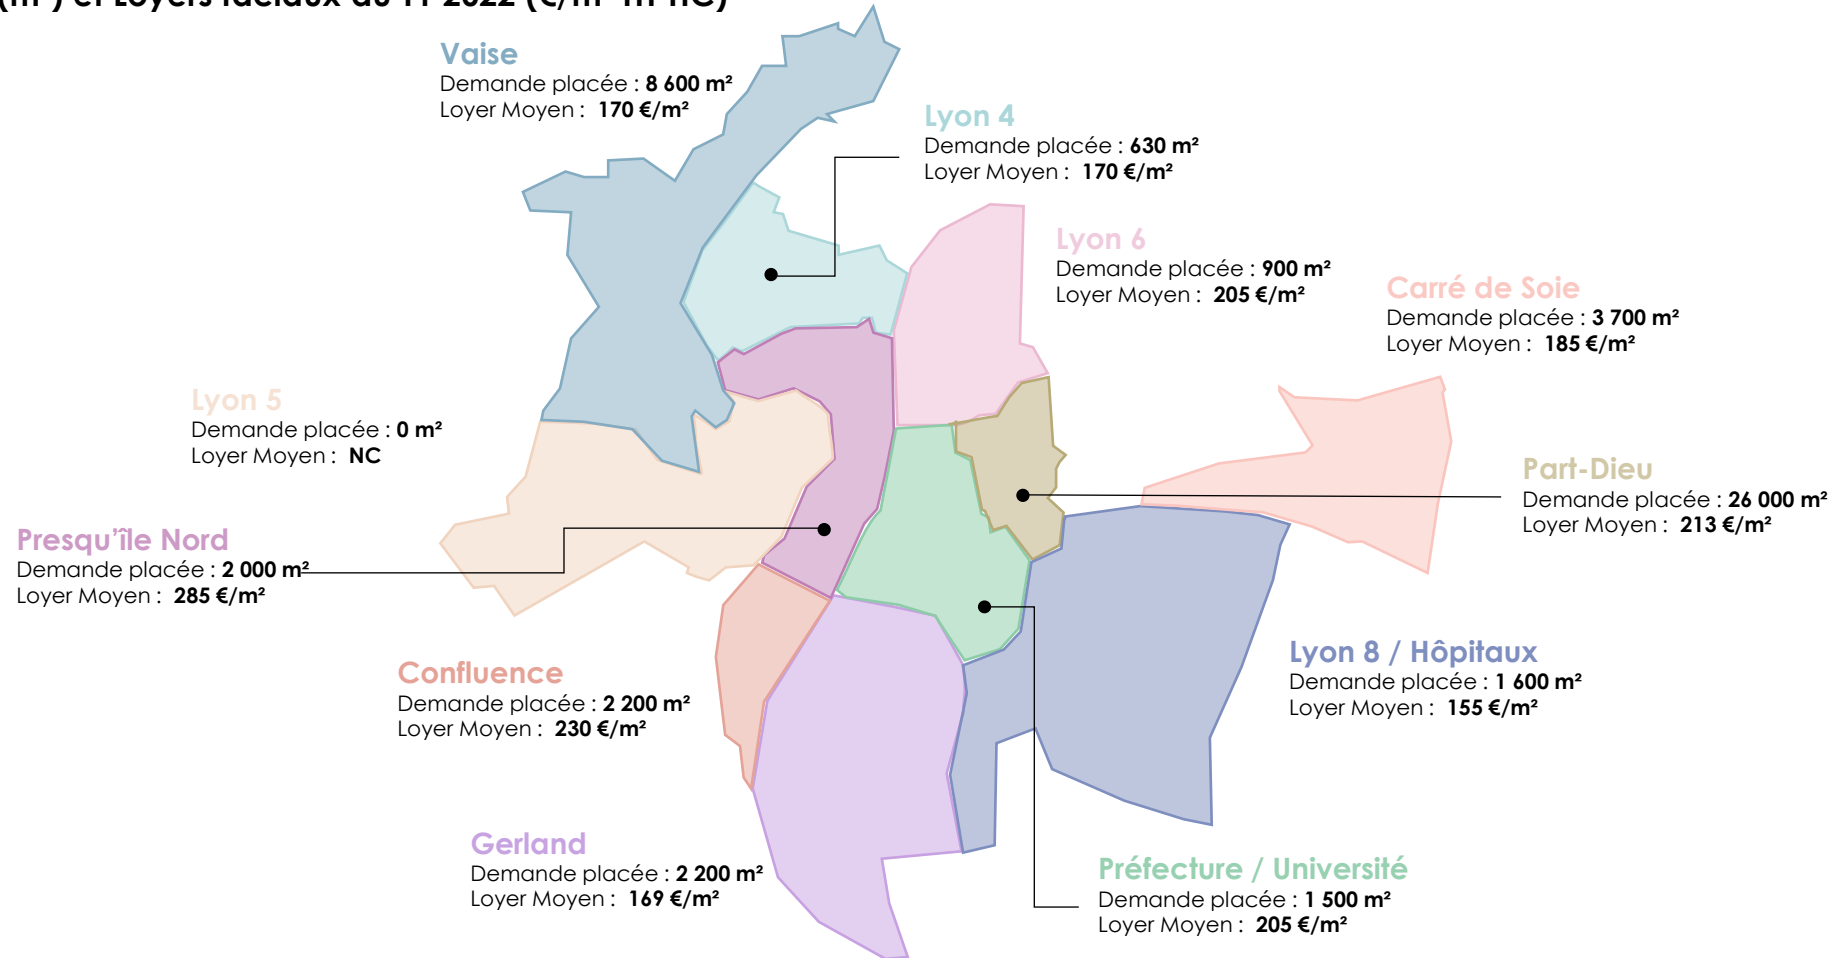 et Loyers faciaux au T1 2022
Vaise
Demande placée : 8 600 m²
Loyer Moyen : 170 €/m²
Lyon 4
Demande placée : 630 m²
Loyer Moyen : 170 €/m²
Lyon 6
Demande placée : 900 m²
Loyer Moyen : 205 €/m²
Carré de Soie
Demande placée : 3 700 m²
Loyer Moyen : 185 €/m²
Lyon 5
Demande placée : 0 m²
Loyer Moyen : NC
Part-Dieu
Demande placée : 26 000 m²
Loyer Moyen : 213 €/m²
Presqu’île Nord
Demande placée : 2 000 m²
Loyer Moyen : 285 €/m²
Lyon 8 / Hôpitaux
Demande placée : 1 600 m²
Loyer Moyen : 155 €/m²
Confluence
Demande placée : 2 200 m²
Loyer Moyen : 230 €/m²
Gerland
Demande placée : 2 200 m²
Loyer Moyen : 169 €/m²
Préfecture / Université
Demande placée : 1 500 m²
Loyer Moyen : 205 €/m²